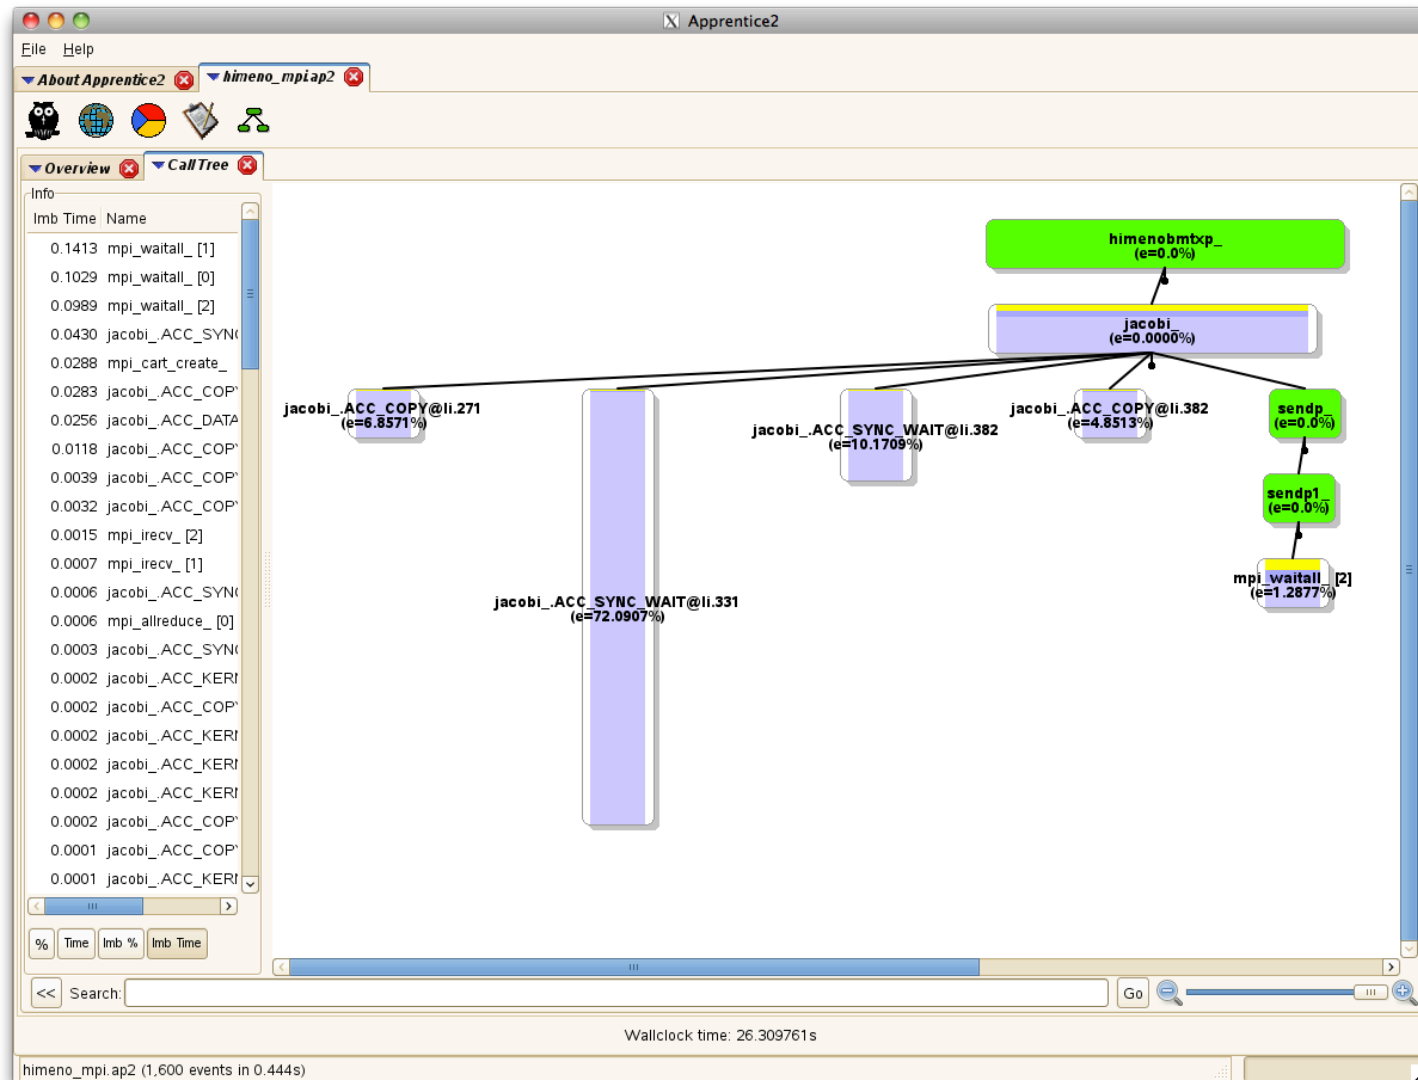 X Apprentice2
File Help
About Apprentice2 himeno_mpi.ap2
Overview CallTree
Info
Imb Time Name
0.1413 mpi_waitall_ [1]
0.1029 mpi_waitall_ [0]
0.0989 mpi_waitall_ [2]
0.0430 jacobi_.ACC_SYN
0.0288 mpi_cart_create_
0.0283 jacobi_.ACC_COP
0.0256 jacobi_.ACC_DATA
0.0118 jacobi_.ACC_COP
0.0039 jacobi_.ACC_COP
0.0032 jacobi_.ACC_COP
0.0015 mpi_irecv_ [2]
0.0007 mpi_irecv_ [1]
0.0006 jacobi_.ACC_SYN
0.0006 mpi_allreduce_ [0]
0.0003 jacobi_.ACC_SYN
0.0002 jacobi_.ACC_KER
0.0002 jacobi_.ACC_COP
0.0002 jacobi_.ACC_KER
0.0002 jacobi_.ACC_KER
0.0002 jacobi_.ACC_KER
0.0002 jacobi_.ACC_COP
0.0001 jacobi_.ACC_COP
0.0001 jacobi_.ACC_KER
% Time Imb % Imb Time
himenobmtxp_
(e=0.0%)
jacobi_
(e=0.0000%)
jacobi_.ACC_COPY@li.271
(e=6.8571%)
jacobi_.ACC_SYNC_WAIT@li.331
(e=72.0907%)
jacobi_.ACC_SYNC_WAIT@li.382
(e=10.1709%)
jacobi_.ACC_COPY@li.382
(e=4.8513%)
sendp_
(e=0.0%)
sendp1_
(e=0.0%)
mpi_waitall_ [2]
(e=1.2877%)
<< Search: Go
Wallclock time: 26.309761s
himeno_mpi.ap2 (1,600 events in 0.444s)